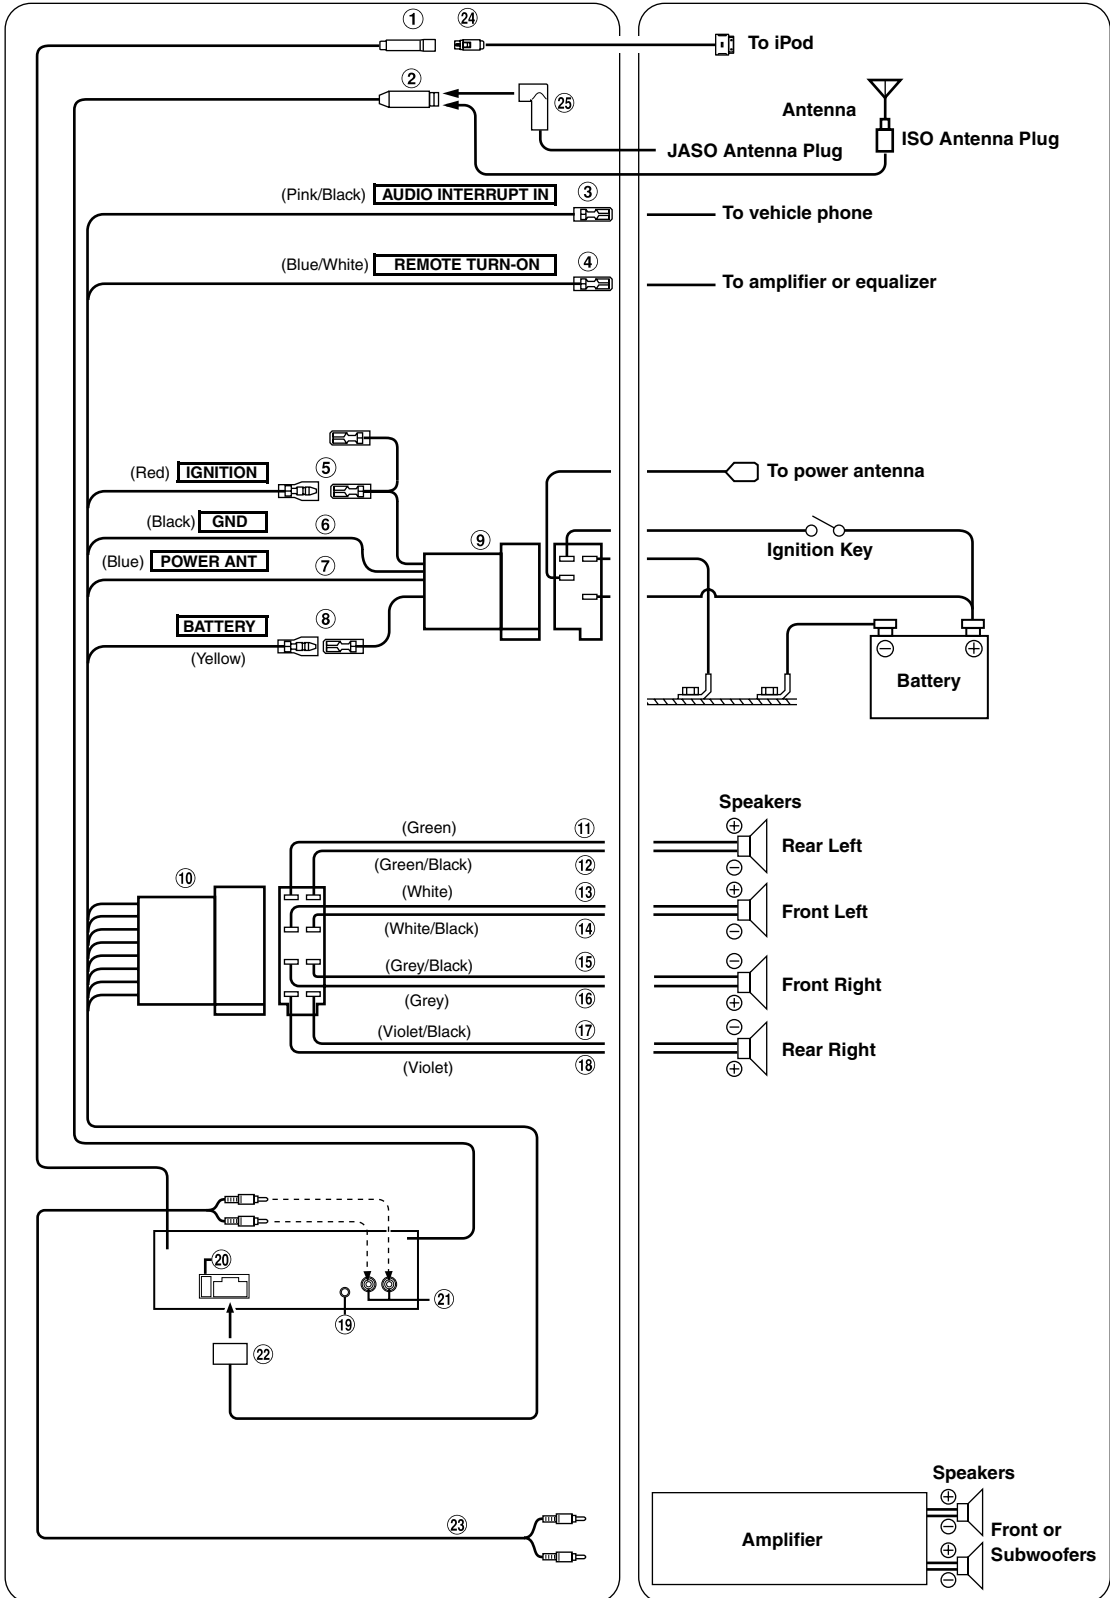 ① ㉔
To iPod
②
㉕
Antenna
ISO Antenna Plug
JASO Antenna Plug
(Pink/Black) AUDIO INTERRUPT IN ③
To vehicle phone
(Blue/White) REMOTE TURN-ON ④
To amplifier or equalizer
(Red) IGNITION ⑤
To power antenna
(Black) GND ⑥
⑨
Ignition Key
(Blue) POWER ANT ⑦
BATTERY ⑧
(Yellow)
⊖ ⊕
Battery
Speakers
(Green) ⑪
⊕
Rear Left
(Green/Black) ⑫
⊖
⑩
(White) ⑬
⊕
Front Left
(White/Black) ⑭
⊖
(Grey/Black) ⑮
⊖
Front Right
(Grey) ⑯
⊕
(Violet/Black) ⑰
⊖
Rear Right
(Violet) ⑱
⊕
⑳
㉑
⑲
㉒
㉓
Speakers
⊕
⊖
Amplifier
Front or
Subwoofers
⊕
⊖